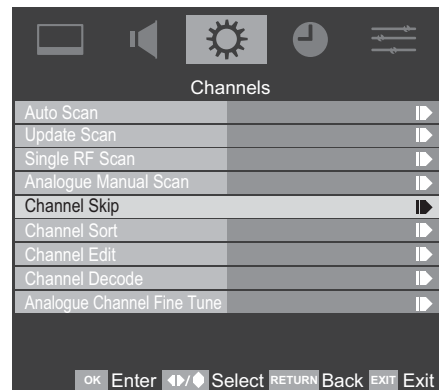 Channels
Auto Scan
Update Scan
Single RF Scan
Analogue Manual Scan
Channel Skip
Channel Sort
Channel Edit
Channel Decode
Analogue Channel Fine Tune
OK Enter / Select RETURN Back EXIT Exit